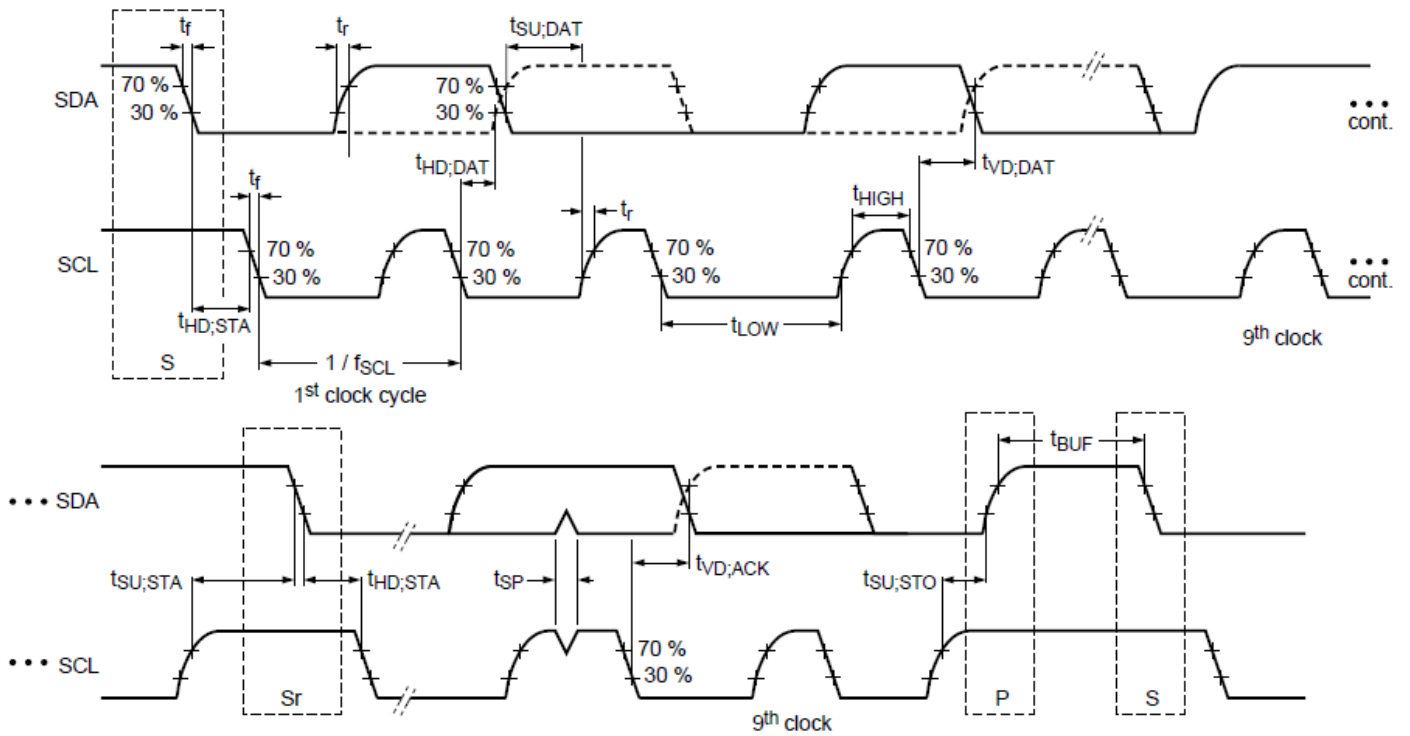 tf tr tSU;DAT
70 % 70 %
SDA
30 % 30 %
cont.
tHD;DAT tVD;DAT
tf tHIGH
tr
70 % 70 % 70 % 70 %
SCL
30 % 30 % 30 % 30 %
cont.
tHD;STA tLOW
9th clock
S 1 / fSCL
1st clock cycle
tBUF
SDA
tSU;STA tHD;STA tSP tVD;ACK tSU;STO
70 %
SCL
30 %
Sr P S
9th clock